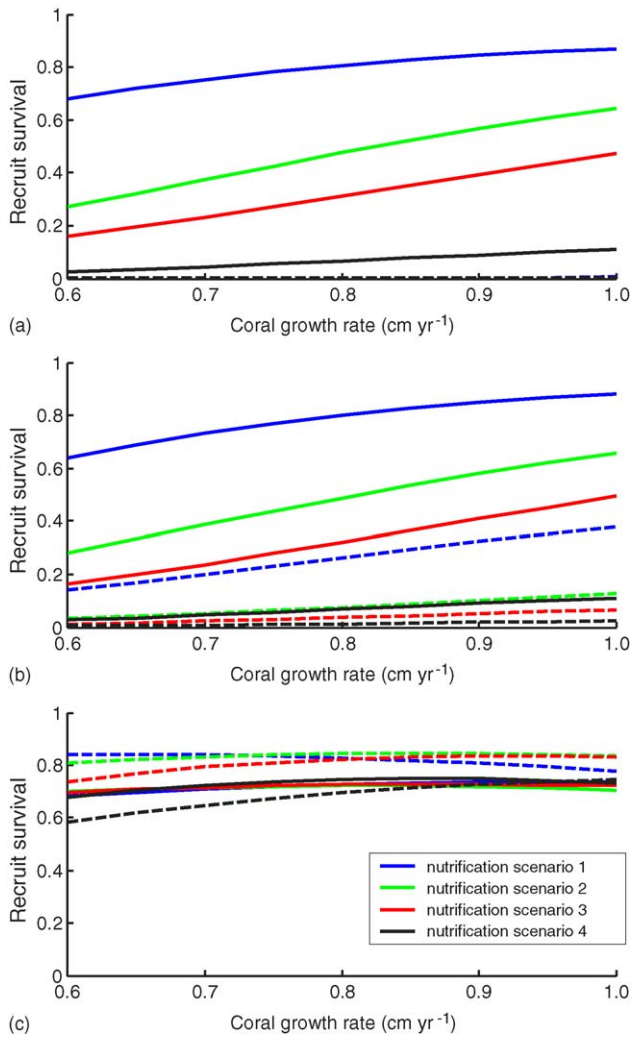 1
0.8
0.6
0.4
0.2
0
Recruit survival
0.6 0.7 0.8 0.9 1.0
(a) Coral growth rate (cm yr⁻¹)
1
0.8
0.6
0.4
0.2
0
Recruit survival
0.6 0.7 0.8 0.9 1.0
(b) Coral growth rate (cm yr⁻¹)
1
0.8
0.6
0.4
0.2
0
Recruit survival
nutrification scenario 1
nutrification scenario 2
nutrification scenario 3
nutrification scenario 4
0.6 0.7 0.8 0.9 1.0
(c) Coral growth rate (cm yr⁻¹)